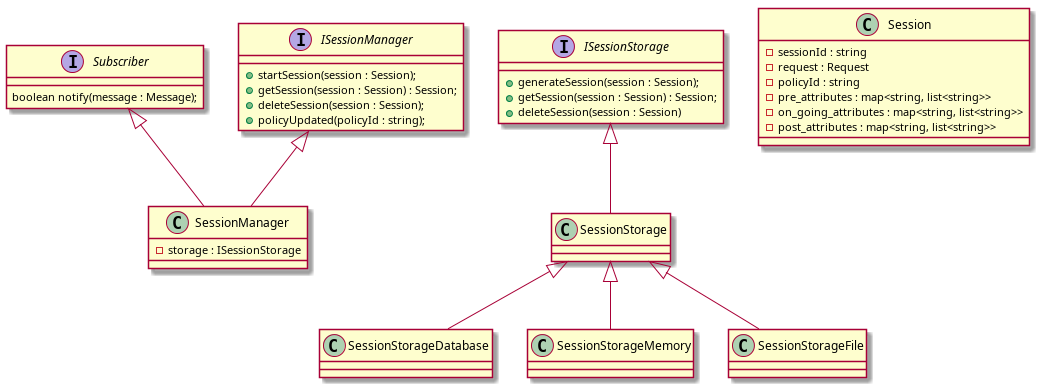 I Subscriber
boolean notify(message : Message);
I ISessionManager
startSession(session : Session);
getSession(session : Session) : Session;
deleteSession(session : Session);
policyUpdated(policyId : string);
I ISessionStorage
generateSession(session : Session);
getSession(session : Session) : Session;
deleteSession(session : Session)
C Session
sessionId : string
request : Request
policyId : string
pre_attributes : map<string, list<string>>
on_going_attributes : map<string, list<string>>
post_attributes : map<string, list<string>>
C SessionManager
storage : ISessionStorage
C SessionStorage
C SessionStorageDatabase
C SessionStorageMemory
C SessionStorageFile